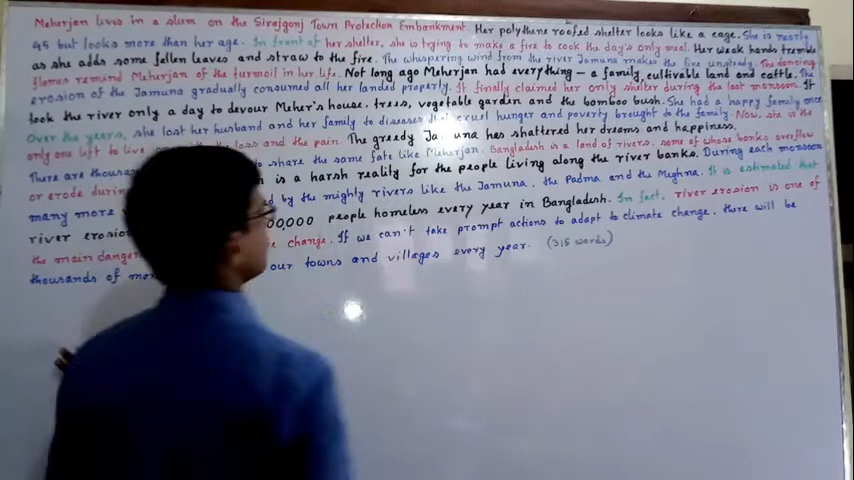 Meherjan lives in a slum on the Sirajgonj Town Protection Embankment. Her polythene roofed shelter looks like a cage. She is nearly
45 but looks more than her age. In front of her shelter, she is trying to make a fire to cook the day's only meal. Her weak hands tremble
as she adds some fallen leaves and straw to the fire. The whispering wind from the river Jamuna makes the fire unsteady. The dancing
flames remind Meherjan of the turmoil in her life. Not long ago Meherjan had everything – a family, cultivable land and cattle. The
erosion of the Jamuna gradually consumed all her landed property. It finally claimed her only shelter during the last monsoon. It
took the river only a day to devour Meher's house, trees, vegetable garden and the bamboo bush. She had a happy family once
Over the years, she lost her husband and her family to diseases that cruel hunger and poverty brought to the family. Now, she is the
only one left to live the loss and the pain. The greedy Ja una has shattered her dreams and happiness.
There are to share the same fate like Meherjan. Bangladesh is a land of rivers, some of whose banks overflow
or erode n is a harsh reality for the people living along the river banks. During each monsoon
many more by the mighty rivers like the Jamuna, the Padma and the Meghna. It is estimated that
river 00,000 people homeless every year in Bangladesh. In fact, river erosion is one of
the main change. If we can't take prompt actions to adapt to climate change, there will be
thousands of our towns and villages every year. (315 words)